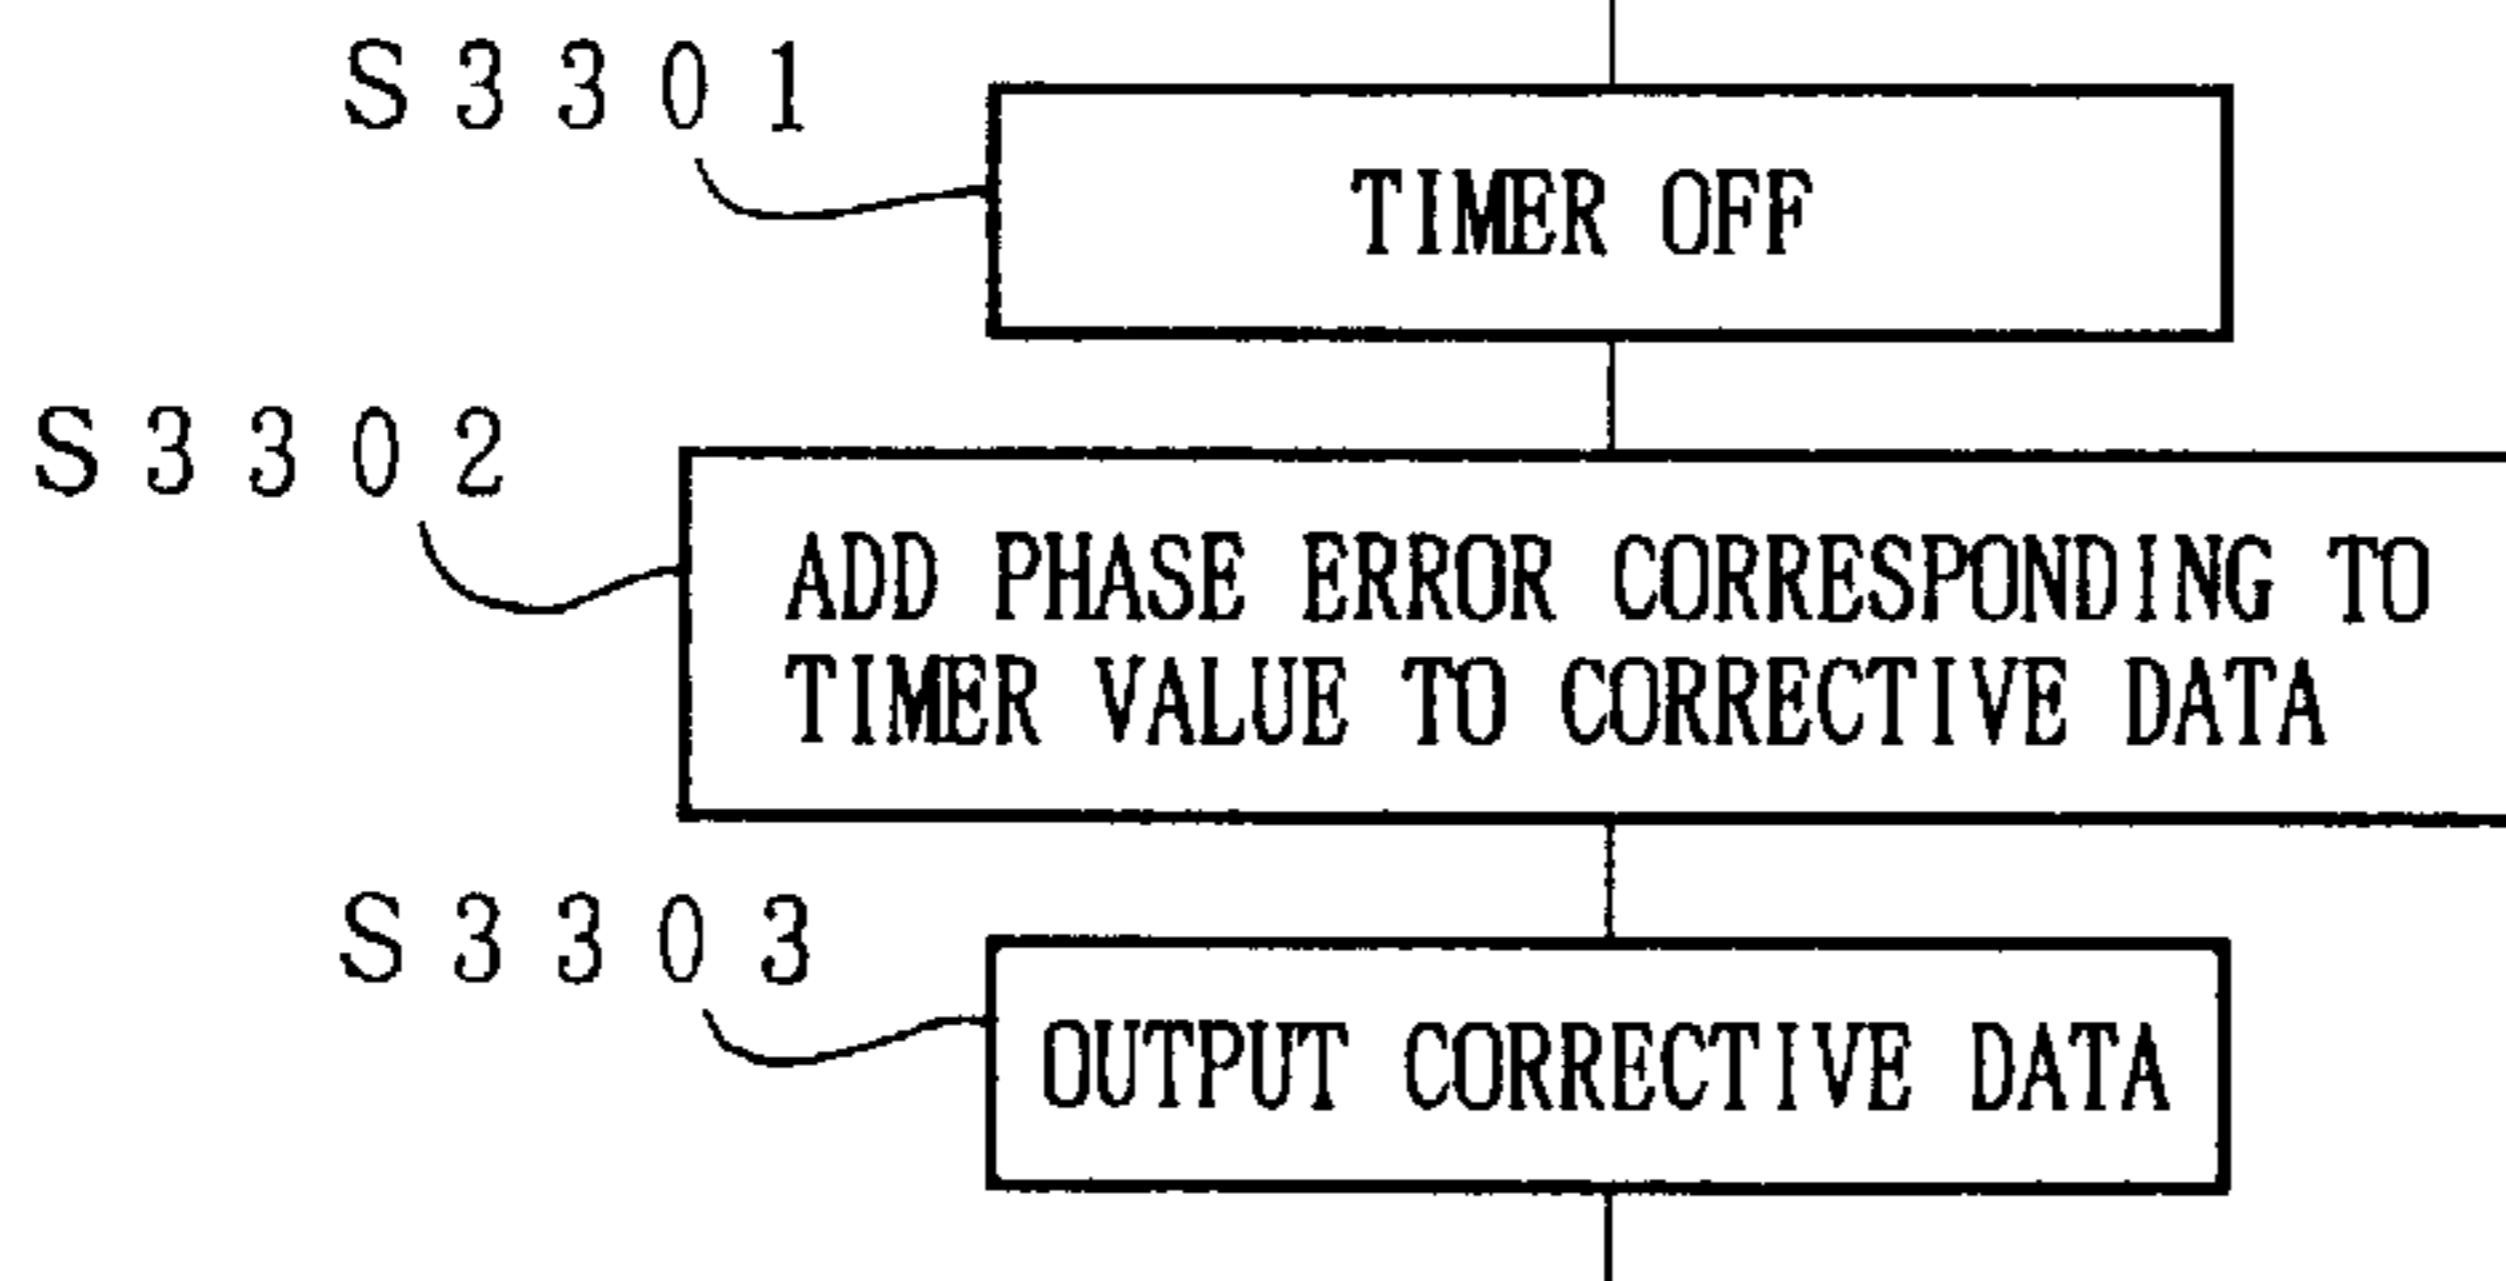 S3301
TIMER OFF
S3302
ADD PHASE ERROR CORRESPONDING TO
TIMER VALUE TO CORRECTIVE DATA
S3303
OUTPUT CORRECTIVE DATA